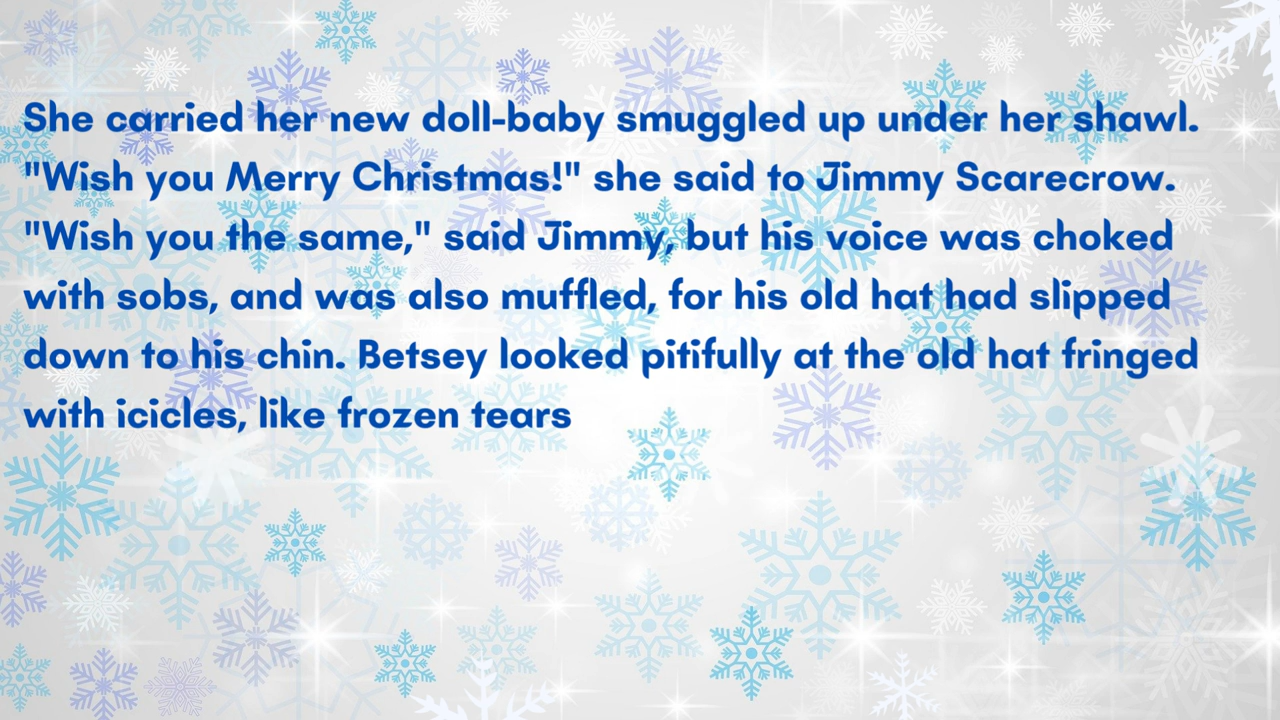 She carried her new doll-baby smuggled up under her shawl.
"Wish you Merry Christmas!" she said to Jimmy Scarecrow.
"Wish you the same," said Jimmy, but his voice was choked
with sobs, and was also muffled, for his old hat had slipped
down to his chin. Betsey looked pitifully at the old hat fringed
with icicles, like frozen tears